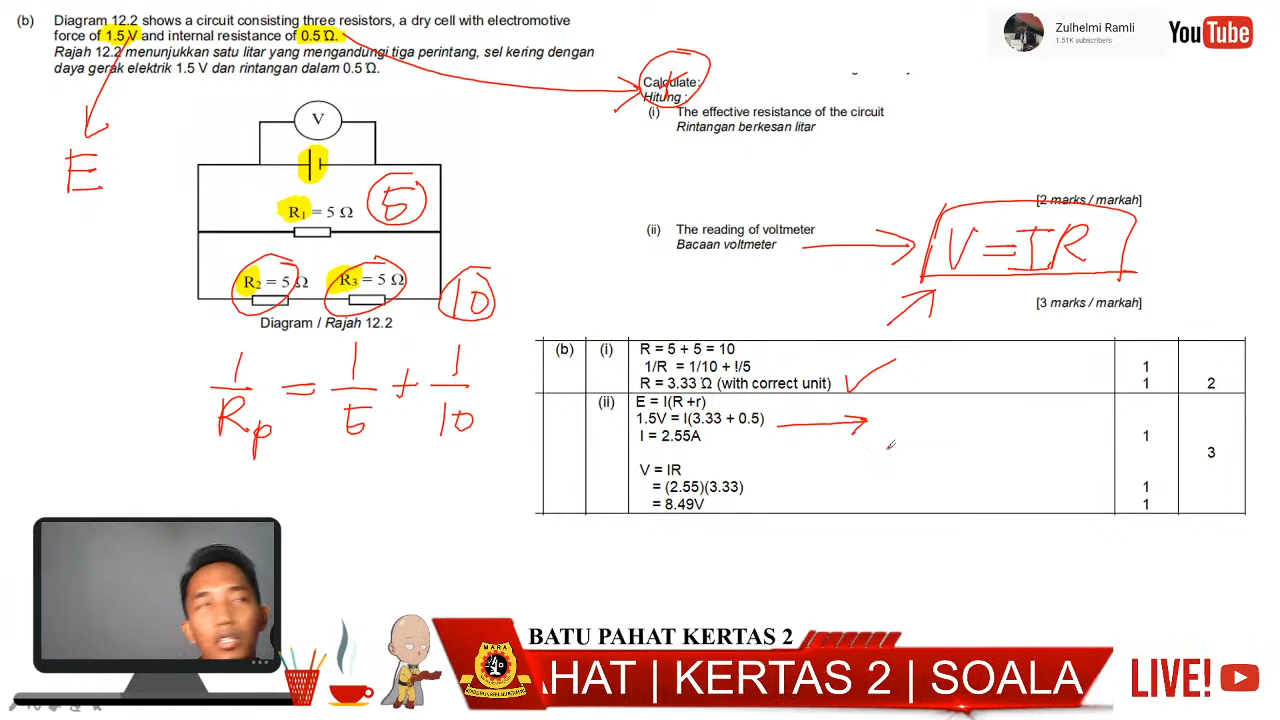 (b) Diagram 12.2 shows a circuit consisting three resistors, a dry cell with electromotive
force of 1.5 V and internal resistance of 0.5 Ω.
Rajah 12.2 menunjukkan satu litar yang mengandungi tiga perintang, sel kering dengan
daya gerak elektrik 1.5 V dan rintangan dalam 0.5 Ω.
E
V
R1 = 5 Ω
5
R2 = 5 Ω
R3 = 5 Ω
10
Diagram / Rajah 12.2
1/Rp = 1/5 + 1/10
Zulhelmi Ramli
1.51K subscribers
YouTube
Calculate:
Hitung :
r
(i) The effective resistance of the circuit
Rintangan berkesan litar
[2 marks / markah]
(ii) The reading of voltmeter
Bacaan voltmeter
V = IR
[3 marks / markah]
(b) (i) R = 5 + 5 = 10
1/R = 1/10 + !/5 1
R = 3.33 Ω (with correct unit) 1 2
(ii) E = I(R +r)
1.5V = I(3.33 + 0.5)
I = 2.55A 1
3
V = IR
= (2.55)(3.33) 1
= 8.49V 1
BATU PAHAT KERTAS 2
MARA
AHAT | KERTAS 2 | SOALA
LIVE!